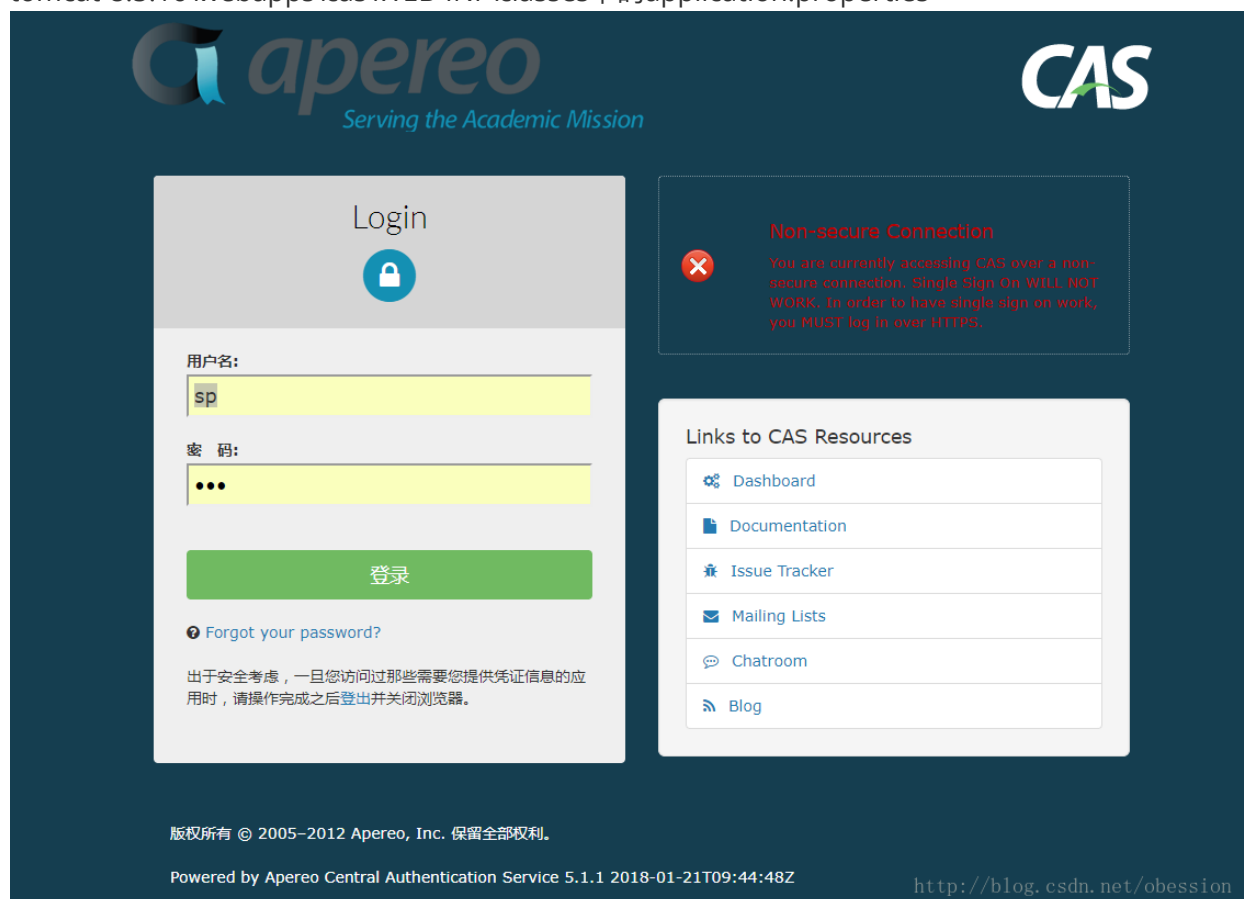 apereo
Serving the Academic Mission
CAS
Login
用户名:
sp
密 码:
登录
Forgot your password?
出于安全考虑，一旦您访问过那些需要您提供凭证信息的应
用时，请操作完成之后登出并关闭浏览器。
Non-secure Connection
You are currently accessing CAS over a non-
secure connection. Single Sign On WILL NOT
WORK. In order to have single sign on work,
you MUST log in over HTTPS.
Links to CAS Resources
Dashboard
Documentation
Issue Tracker
Mailing Lists
Chatroom
Blog
版权所有 © 2005–2012 Apereo, Inc. 保留全部权利。
Powered by Apereo Central Authentication Service 5.1.1 2018-01-21T09:44:48Z
http://blog.csdn.net/obession